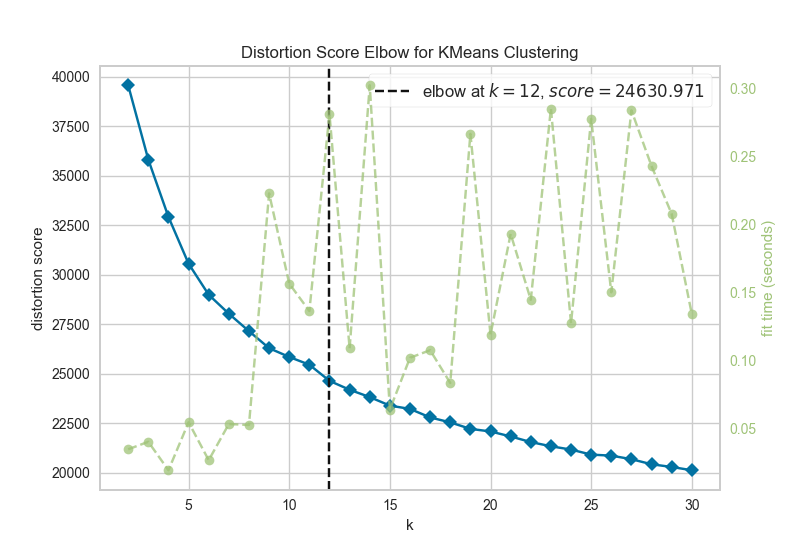 Distortion Score Elbow for KMeans Clustering
elbow at k = 12, score = 24630.971
40000
37500
35000
32500
30000
27500
25000
22500
20000
distortion score
0.30
0.25
0.20
0.15
0.10
0.05
fit time (seconds)
5 10 15 20 25 30
k